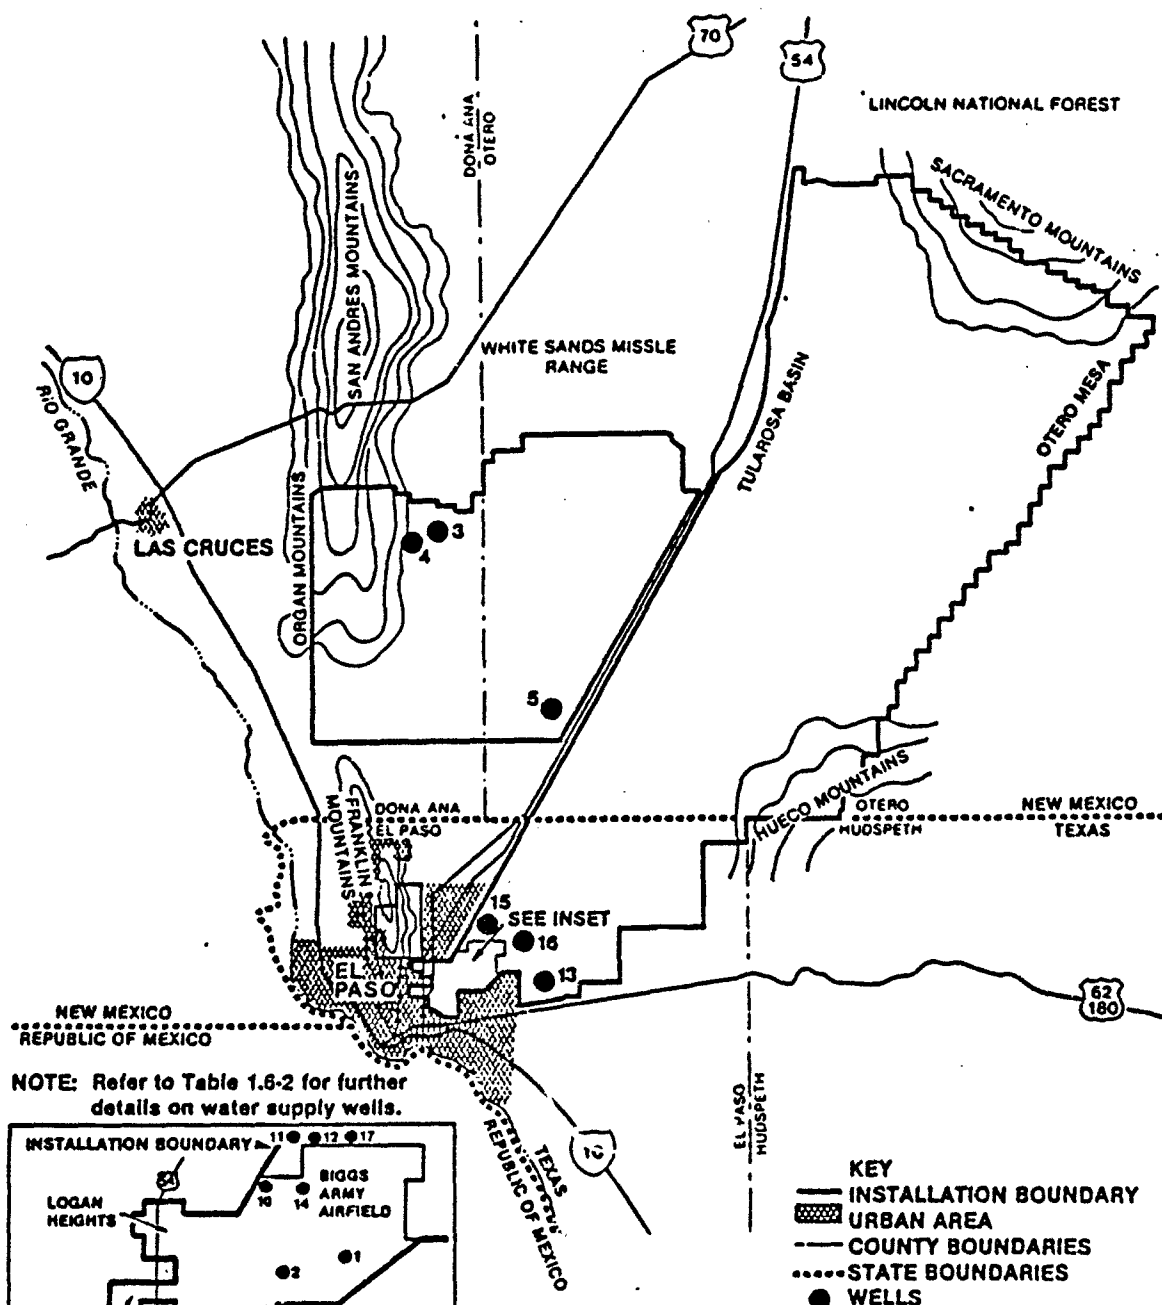 70
54
LINCOLN NATIONAL FOREST
DONA ANA
OTERO
SACRAMENTO MOUNTAINS
SAN ANDRES MOUNTAINS
WHITE SANDS MISSLE
RANGE
10
RIO GRANDE
TULAROSA BASIN
OTERO MESA
ORGAN MOUNTAINS
LAS CRUCES
3
4
5
HUECO MOUNTAINS
FRANKLIN
MOUNTAINS
DONA ANA
EL PASO
OTERO
HUDSPETH
NEW MEXICO
TEXAS
15
SEE INSET
16
13
EL
PASO
62
180
NEW MEXICO
REPUBLIC OF MEXICO
EL PASO
HUDSPETH
NOTE: Refer to Table 1.6-2 for further
details on water supply wells.
TEXAS
REPUBLIC OF MEXICO
10
INSTALLATION BOUNDARY
11
12
17
54
LOGAN
HEIGHTS
10
14
BIGGS
ARMY
AIRFIELD
1
2
KEY
INSTALLATION BOUNDARY
URBAN AREA
COUNTY BOUNDARIES
STATE BOUNDARIES
WELLS